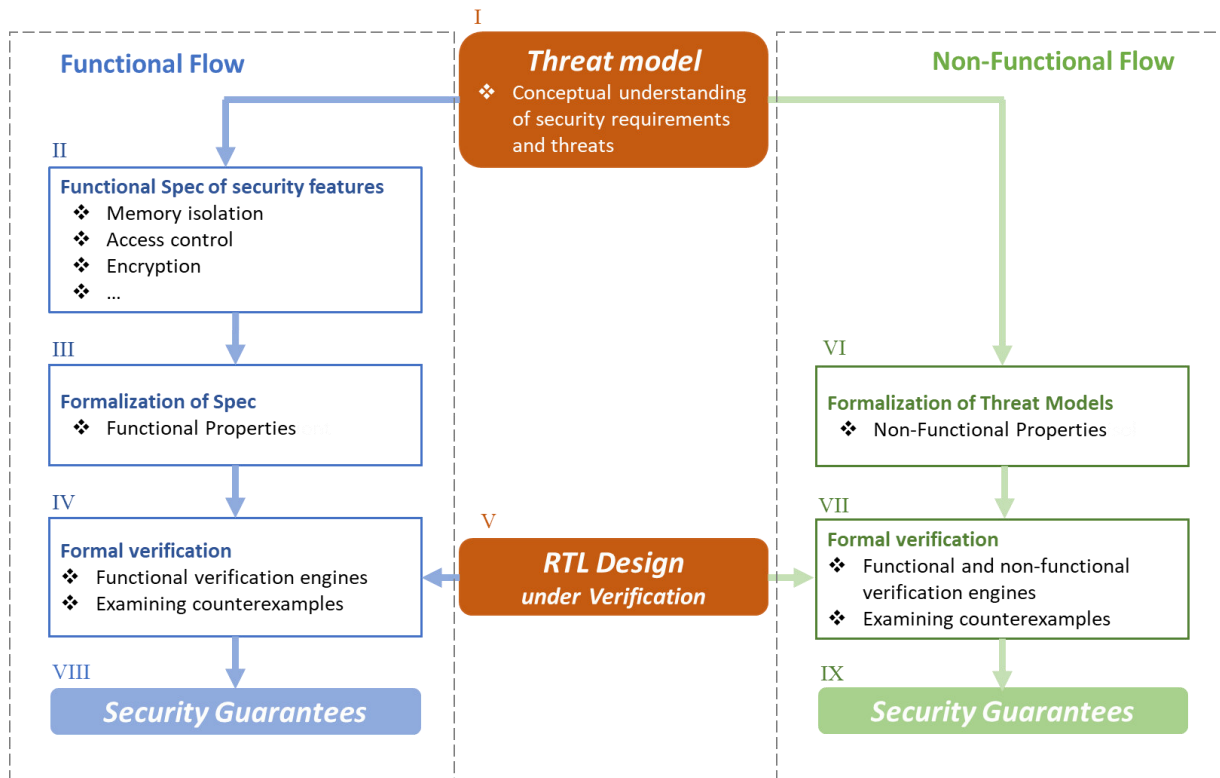 I
Functional Flow
Threat model
❖ Conceptual understanding
of security requirements
and threats
Non-Functional Flow
II
Functional Spec of security features
❖ Memory isolation
❖ Access control
❖ Encryption
❖ ...
III
Formalization of Spec
❖ Functional Properties
VI
Formalization of Threat Models
❖ Non-Functional Properties
IV
Formal verification
❖ Functional verification engines
❖ Examining counterexamples
V
RTL Design
under Verification
VII
Formal verification
❖ Functional and non-functional
verification engines
❖ Examining counterexamples
VIII
Security Guarantees
IX
Security Guarantees